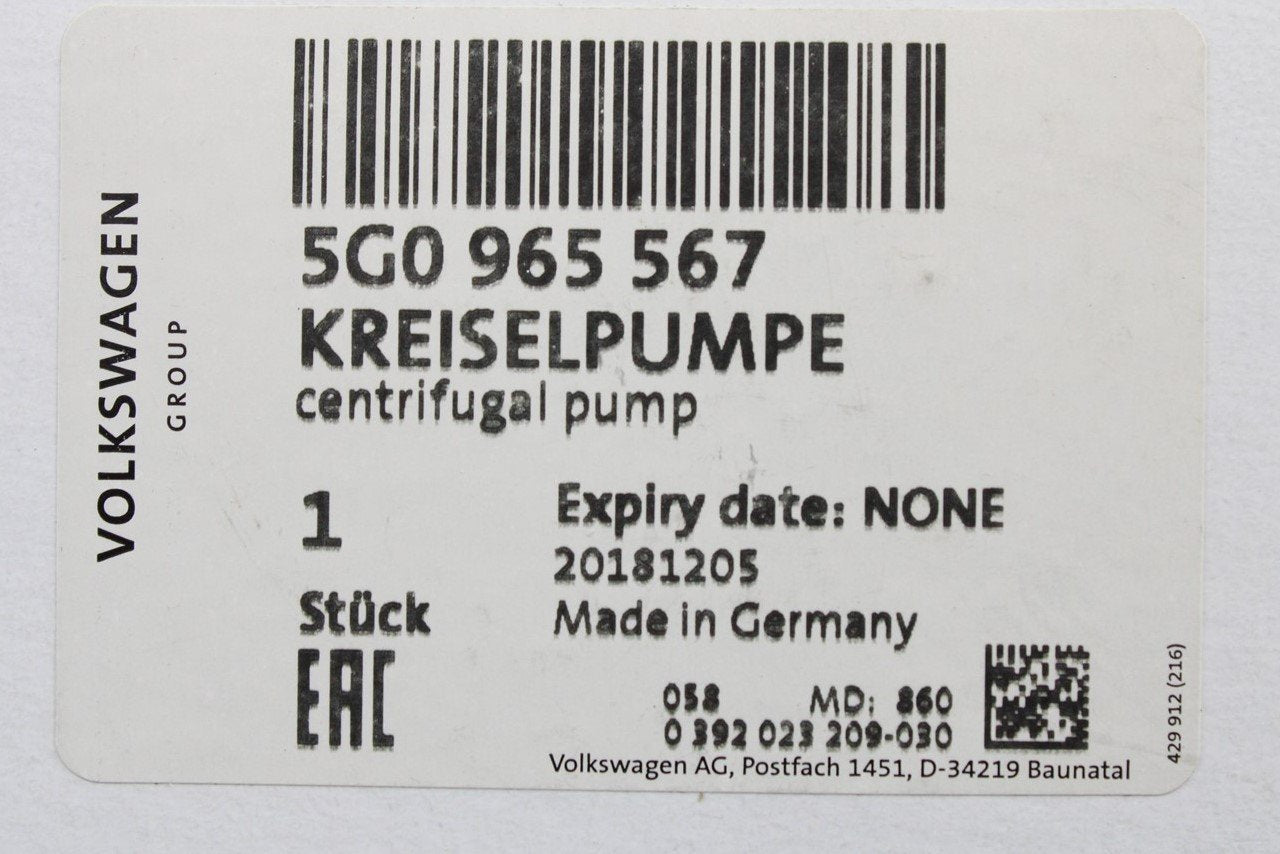 VOLKSWAGEN
GROUP
5G0 965 567
KREISELPUMPE
centrifugal pump
1
Expiry date: NONE
20181205
Stück
Made in Germany
EAC
058 MD: 860
0 392 023 209-030
Volkswagen AG, Postfach 1451, D-34219 Baunatal
429 912 (216)